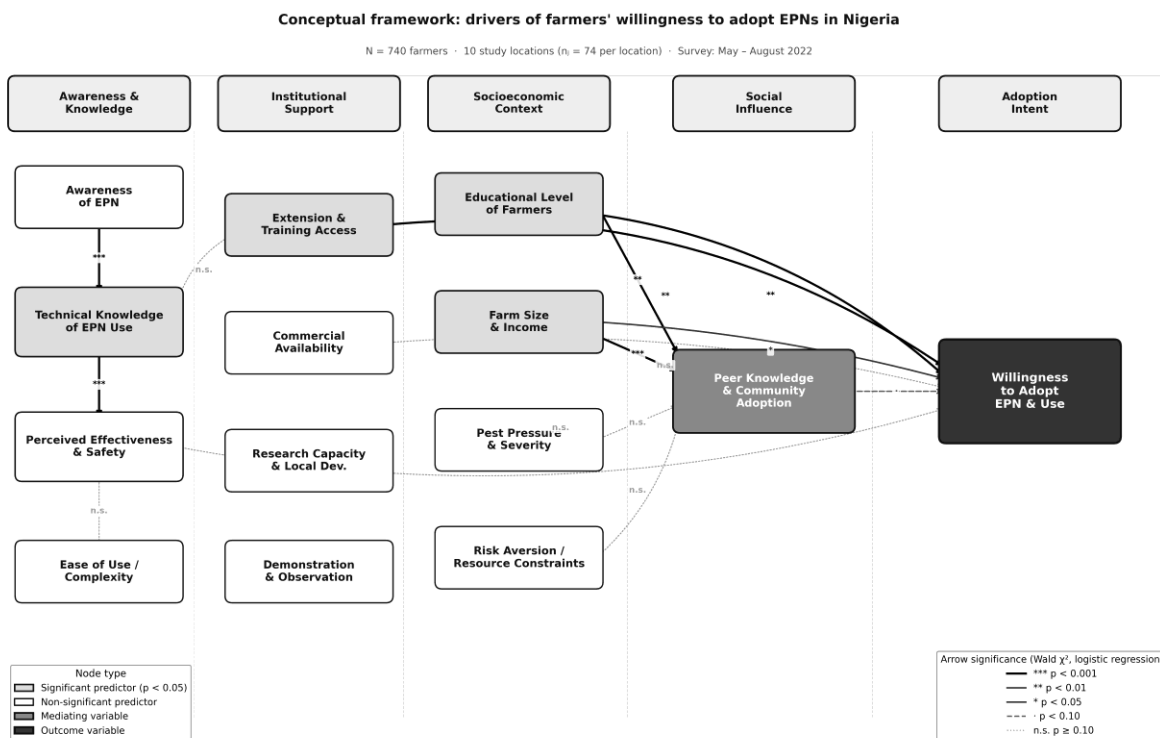 Conceptual framework: drivers of farmers' willingness to adopt EPNs in Nigeria
N = 740 farmers · 10 study locations (nᵢ = 74 per location) · Survey: May – August 2022
Awareness &
Knowledge
Institutional
Support
Socioeconomic
Context
Social
Influence
Adoption
Intent
Awareness
of EPN
***
Technical Knowledge
of EPN Use
***
Perceived Effectiveness
& Safety
n.s.
Ease of Use /
Complexity
n.s.
Extension &
Training Access
Commercial
Availability
Research Capacity
& Local Dev.
Demonstration
& Observation
Educational Level
of Farmers
Farm Size
& Income
Pest Pressure
& Severity
n.s.
Risk Aversion /
Resource Constraints
**
**
**
***
n.s.
*
n.s.
n.s.
Peer Knowledge
& Community
Adoption
·
Willingness
to Adopt
EPN & Use
Node type
Significant predictor (p < 0.05)
Non-significant predictor
Mediating variable
Outcome variable
Arrow significance (Wald χ², logistic regression
*** p < 0.001
** p < 0.01
* p < 0.05
· p < 0.10
n.s. p ≥ 0.10